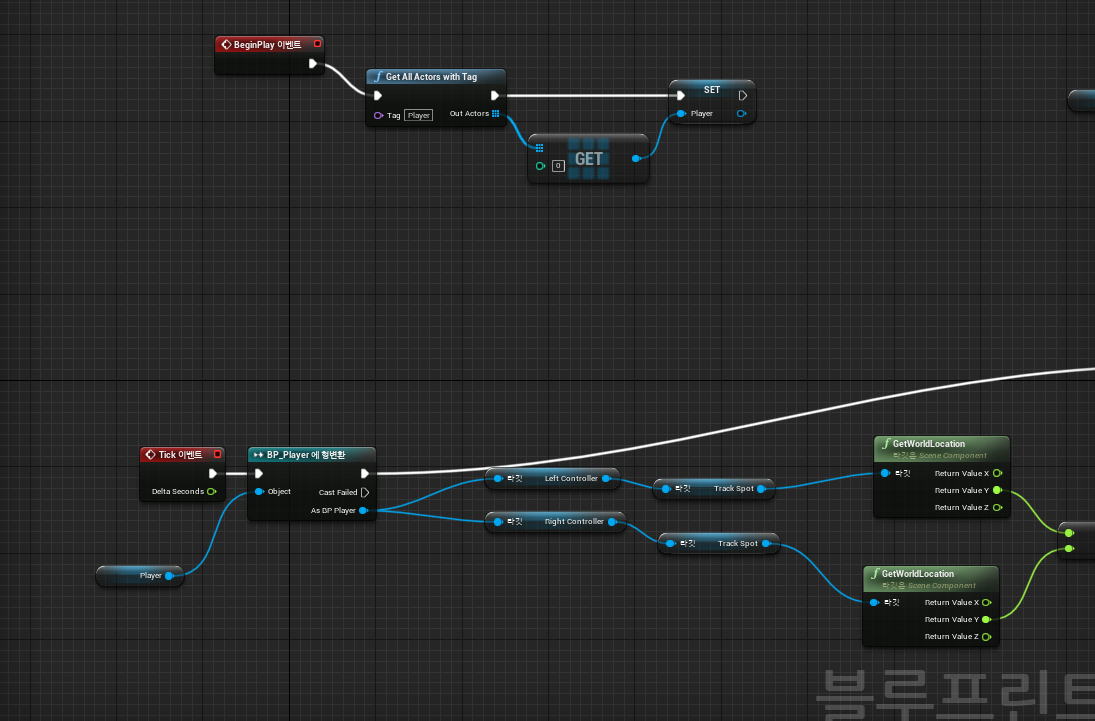 BeginPlay 이벤트
Get All Actors with Tag
Tag Player
Out Actors
SET
Player
GET
0
Tick 이벤트
Delta Seconds
BP_Player 에 형변환
Object
Cast Failed
As BP Player
Player
타깃 Left Controller
타깃 Right Controller
타깃 Track Spot
타깃 Track Spot
GetWorldLocation
타깃은 Scene Component
타깃 Return Value X
Return Value Y
Return Value Z
GetWorldLocation
타깃은 Scene Component
타깃 Return Value X
Return Value Y
Return Value Z
블루프린트